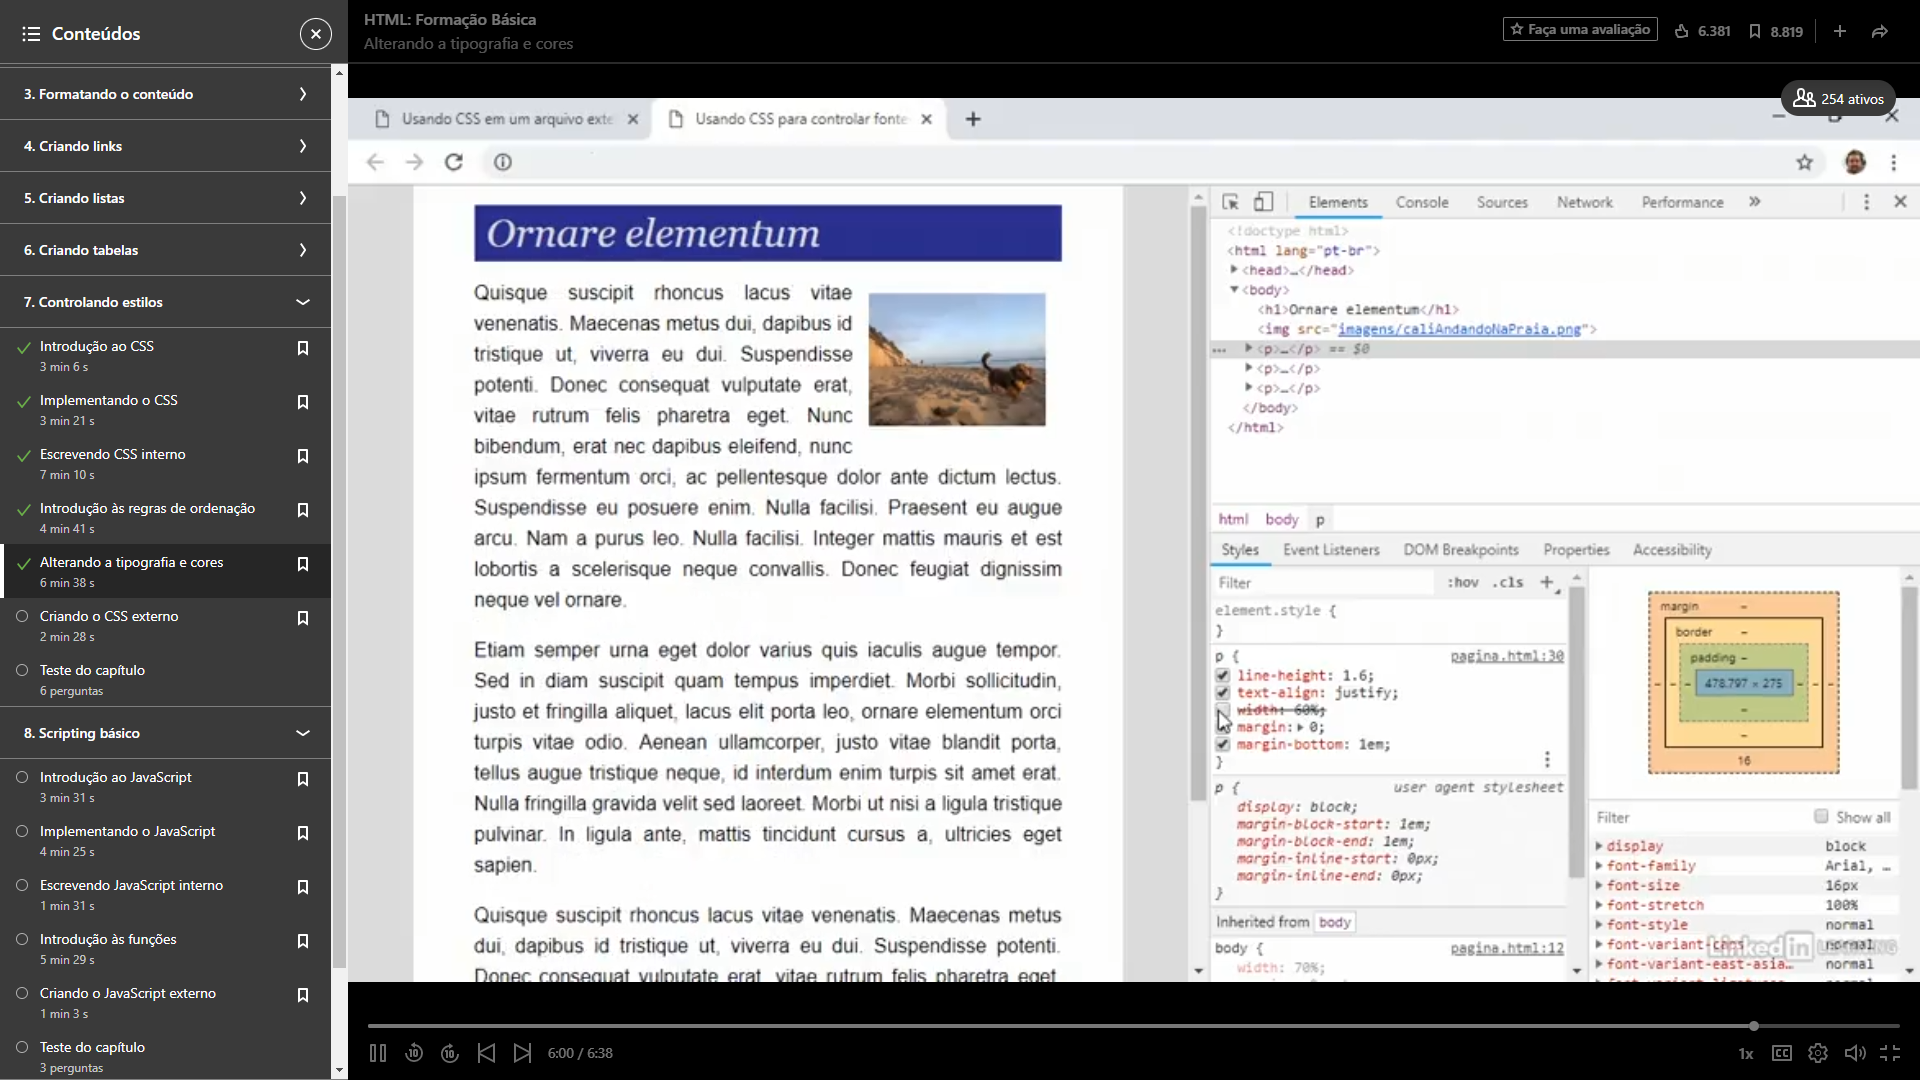 Conteúdos
3. Formatando o conteúdo
4. Criando links
5. Criando listas
6. Criando tabelas
7. Controlando estilos
Introdução ao CSS
3 min 6 s
Implementando o CSS
3 min 21 s
Escrevendo CSS interno
7 min 10 s
Introdução às regras de ordenação
4 min 41 s
Alterando a tipografia e cores
6 min 38 s
Criando o CSS externo
2 min 28 s
Teste do capítulo
6 perguntas
8. Scripting básico
Introdução ao JavaScript
3 min 31 s
Implementando o JavaScript
4 min 25 s
Escrevendo JavaScript interno
1 min 31 s
Introdução às funções
5 min 29 s
Criando o JavaScript externo
1 min 3 s
Teste do capítulo
3 perguntas
HTML: Formação Básica
Alterando a tipografia e cores
Faça uma avaliação
6.381
8.819
254 ativos
Usando CSS em um arquivo exte
Usando CSS para controlar fonte
Ornare elementum
Quisque suscipit rhoncus lacus vitae
venenatis. Maecenas metus dui, dapibus id
tristique ut, viverra eu dui. Suspendisse
potenti. Donec consequat vulputate erat,
vitae rutrum felis pharetra eget. Nunc
bibendum, erat nec dapibus eleifend, nunc
ipsum fermentum orci, ac pellentesque dolor ante dictum lectus.
Suspendisse eu posuere enim. Nulla facilisi. Praesent eu augue
arcu. Nam a purus leo. Nulla facilisi. Integer mattis mauris et est
lobortis a scelerisque neque convallis. Donec feugiat dignissim
neque vel ornare.
Etiam semper urna eget dolor varius quis iaculis augue tempor.
Sed in diam suscipit quam tempus imperdiet. Morbi sollicitudin,
justo et fringilla aliquet, lacus elit porta leo, ornare elementum orci
turpis vitae odio. Aenean ullamcorper, justo vitae blandit porta,
tellus augue tristique neque, id interdum enim turpis sit amet erat.
Nulla fringilla gravida velit sed laoreet. Morbi ut nisi a ligula tristique
pulvinar. In ligula ante, mattis tincidunt cursus a, ultricies eget
sapien.
Quisque suscipit rhoncus lacus vitae venenatis. Maecenas metus
dui, dapibus id tristique ut, viverra eu dui. Suspendisse potenti.
Donec consequat vulputate erat, vitae rutrum felis pharetra eget.
Elements Console Sources Network Performance »
<!doctype html>
<html lang="pt-br">
<head>…</head>
<body>
<h1>Ornare elementum</h1>
<img src="imagens/caliAndandoNaPraia.png">
<p>…</p> == $0
<p>…</p>
<p>…</p>
</body>
</html>
html body p
Styles Event Listeners DOM Breakpoints Properties Accessibility
Filter :hov .cls +
element.style {
}
p { pagina.html:30
line-height: 1.6;
text-align: justify;
width: 60%;
margin: 0;
margin-bottom: 1em;
}
p { user agent stylesheet
display: block;
margin-block-start: 1em;
margin-block-end: 1em;
margin-inline-start: 0px;
margin-inline-end: 0px;
}
Inherited from body
body { pagina.html:12
width: 70%;
margin –
border –
padding –
478.797 × 275
16
Filter Show all
display block
font-family Arial, …
font-size 16px
font-stretch 100%
font-style normal
font-variant-caps normal
font-variant-east-asia… normal
LinkedIn LEARNING
6:00 / 6:38
1x
CC